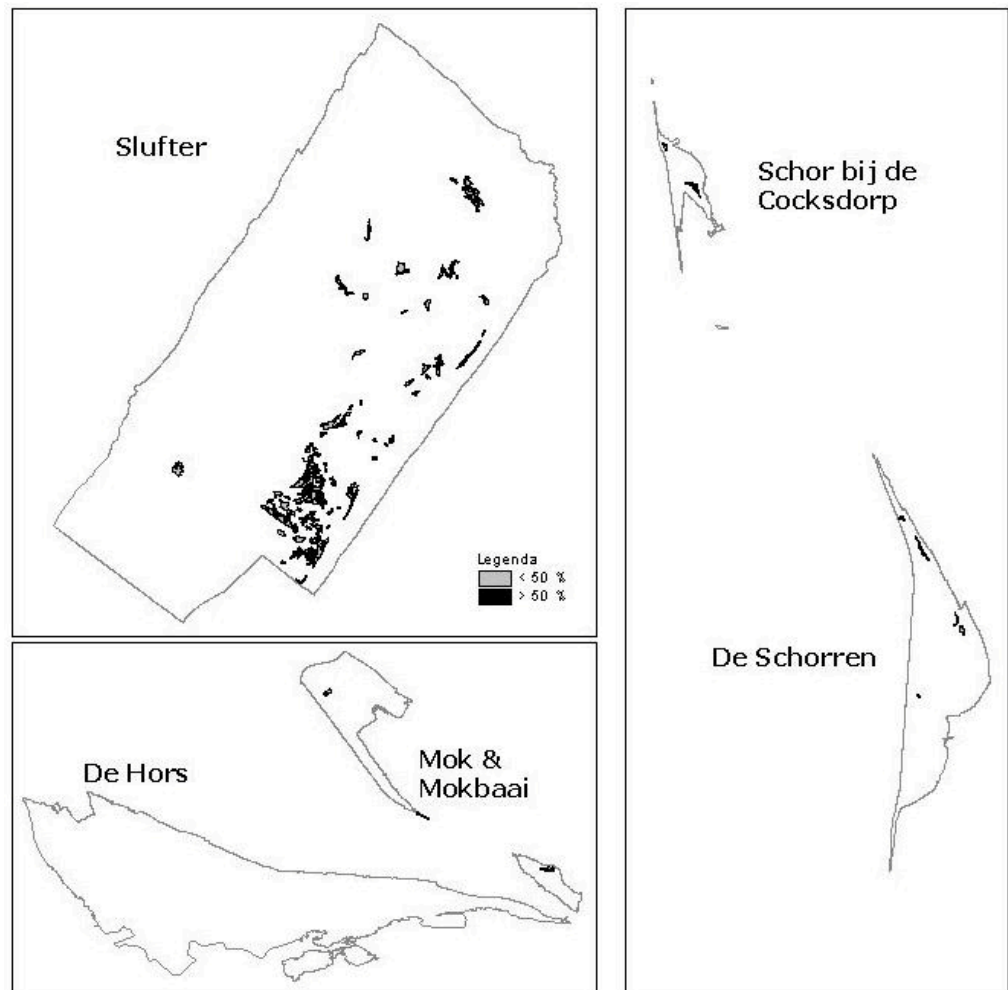 Slufter
Legenda
< 50 %
> 50 %
De Hors
Mok &
Mokbaai
Schor bij de
Cocksdorp
De Schorren